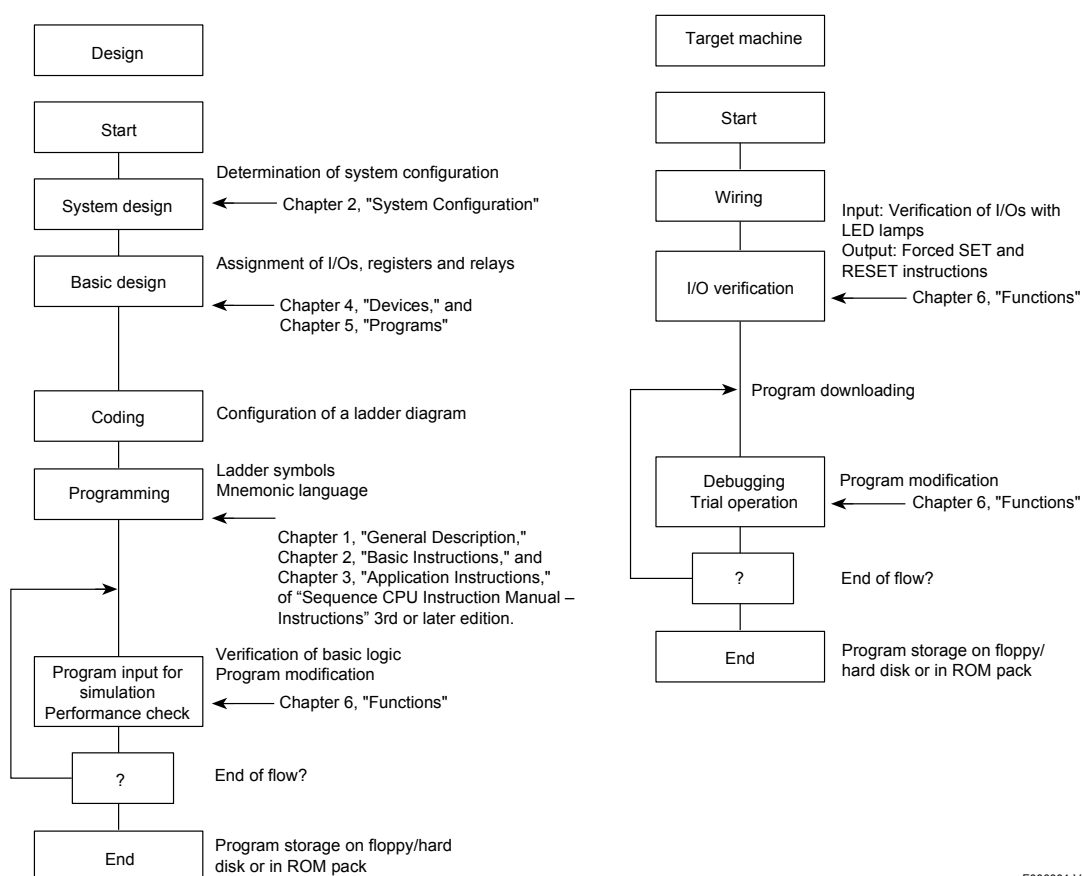 Design
Start
Determination of system configuration
System design
Chapter 2, "System Configuration"
Assignment of I/Os, registers and relays
Basic design
Chapter 4, "Devices," and
Chapter 5, "Programs"
Coding
Configuration of a ladder diagram
Ladder symbols
Mnemonic language
Programming
Chapter 1, "General Description,"
Chapter 2, "Basic Instructions," and
Chapter 3, "Application Instructions,"
of “Sequence CPU Instruction Manual –
Instructions” 3rd or later edition.
Verification of basic logic
Program modification
Program input for
simulation
Performance check
Chapter 6, "Functions"
?
End of flow?
End
Program storage on floppy/hard
disk or in ROM pack
Target machine
Start
Wiring
Input: Verification of I/Os with
LED lamps
Output: Forced SET and
RESET instructions
I/O verification
Chapter 6, "Functions"
Program downloading
Debugging
Trial operation
Program modification
Chapter 6, "Functions"
?
End of flow?
End
Program storage on floppy/
hard disk or in ROM pack